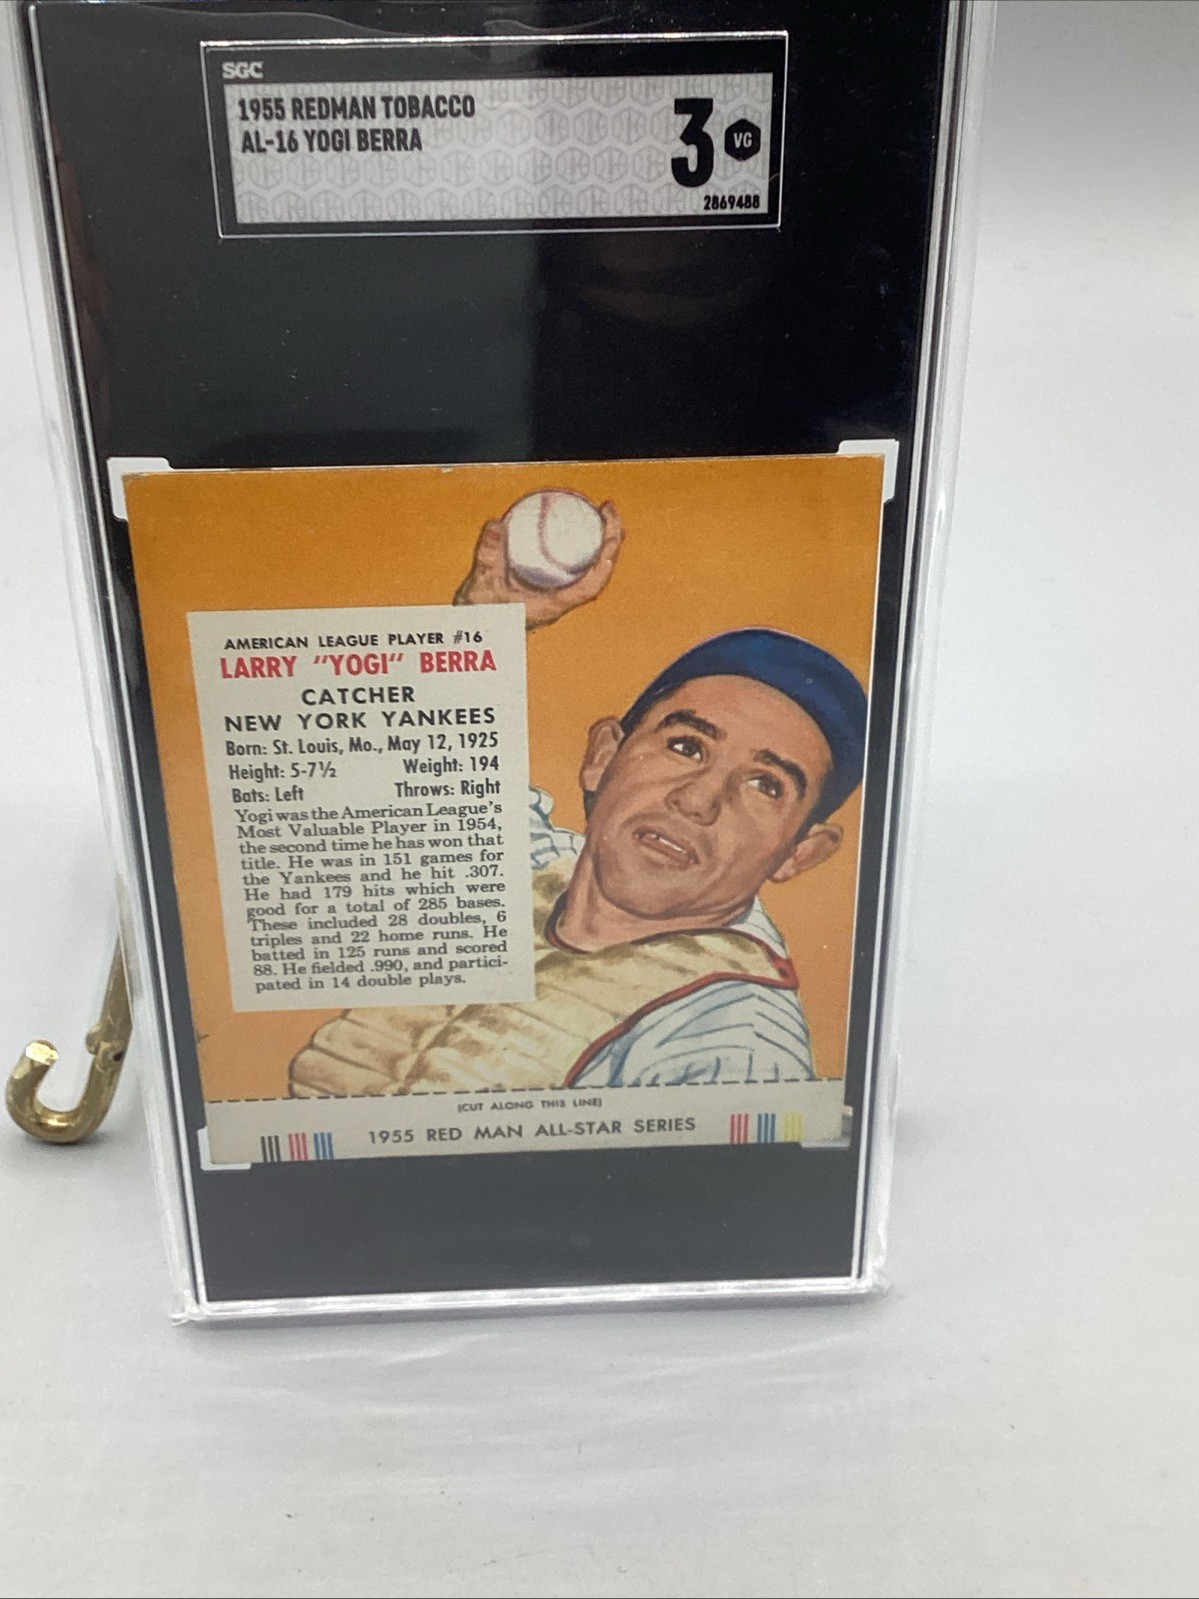 SGC
1955 REDMAN TOBACCO
AL-16 YOGI BERRA
3 VG
2869488
AMERICAN LEAGUE PLAYER #16
LARRY "YOGI" BERRA
CATCHER
NEW YORK YANKEES
Born: St. Louis, Mo., May 12, 1925
Height: 5-7½ Weight: 194
Bats: Left Throws: Right
Yogi was the American League's
Most Valuable Player in 1954,
the second time he has won that
title. He was in 151 games for
the Yankees and he hit .307.
He had 179 hits which were
good for a total of 285 bases.
These included 28 doubles, 6
triples and 22 home runs. He
batted in 125 runs and scored
88. He fielded .990, and partici-
pated in 14 double plays.
(CUT ALONG THIS LINE)
1955 RED MAN ALL-STAR SERIES